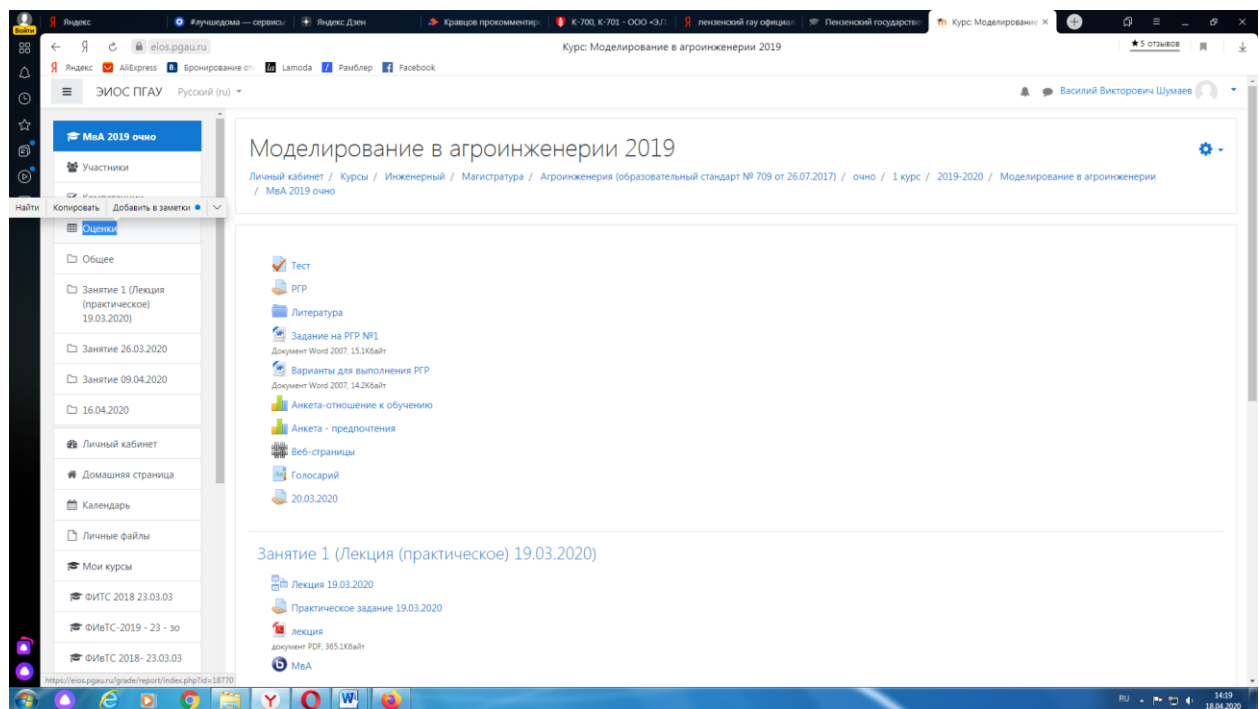 Яндекс
#лучшедома — сервисы
Яндекс.Дзен
Кравцов прокомментир
К-700, К-701 - ООО «Э.П.
пензенский гау официал
Пензенский государстве
Курс: Моделирование
Войти
eios.pgau.ru
Курс: Моделирование в агроинженерии 2019
★5 отзывов
Яндекс
AliExpress
Бронирование от
Lamoda
Рамблер
Facebook
ЭИОС ПГАУ
Русский (ru)
Василий Викторович Шумаев
МвА 2019 очно
Участники
Найти
Копировать
Добавить в заметки
Оценки
Общее
Занятие 1 (Лекция
(практическое)
19.03.2020)
Занятие 26.03.2020
Занятие 09.04.2020
16.04.2020
Личный кабинет
Домашняя страница
Календарь
Личные файлы
Мои курсы
ФИТС 2018 23.03.03
ФИвТС-2019 - 23 - зо
ФИвТС 2018- 23.03.03
Моделирование в агроинженерии 2019
Личный кабинет / Курсы / Инженерный / Магистратура / Агроинженерия (образовательный стандарт № 709 от 26.07.2017) / очно / 1 курс / 2019-2020 / Моделирование в агроинженерии
/ МвА 2019 очно
Тест
РГР
Литература
Задание на РГР №1
Документ Word 2007, 15.1Кбайт
Варианты для выполнения РГР
Документ Word 2007, 14.2Кбайт
Анкета-отношение к обучению
Анкета - предпочтения
Веб-страницы
Голосарий
20.03.2020
Занятие 1 (Лекция (практическое) 19.03.2020)
Лекция 19.03.2020
Практическое задание 19.03.2020
лекция
документ PDF, 365.1Кбайт
МвА
https://eios.pgau.ru/grade/report/index.php?id=18770
RU
14:19
18.04.2020